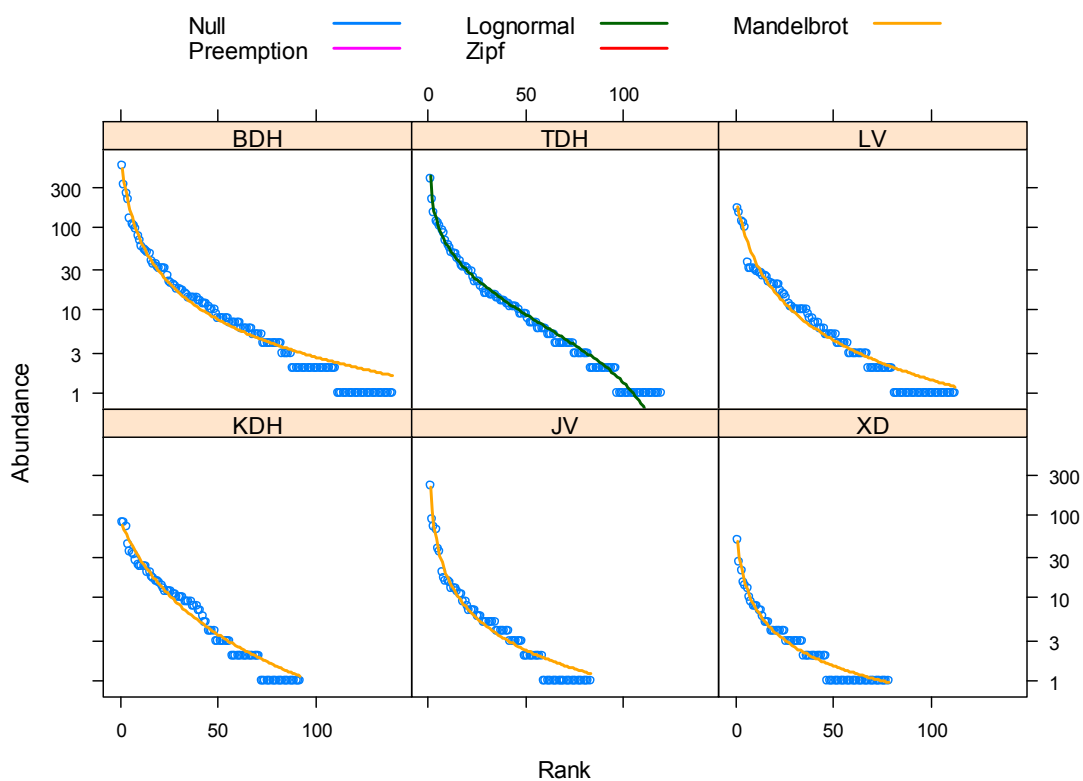 Null Lognormal Mandelbrot
Preemption Zipf
0 50 100
BDH TDH LV
300
100
30
10
3
1
KDH JV XD
300
100
30
10
3
1
0 50 100 0 50 100
Abundance
Rank